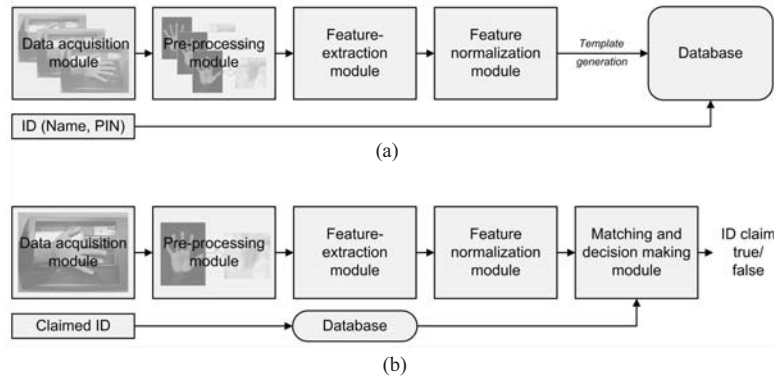 Data acquisition
module
Pre-processing
module
Feature-
extraction
module
Feature
normalization
module
Template
generation
Database
ID (Name, PIN)
(a)
Data acquisition
module
Pre-processing
module
Feature-
extraction
module
Feature
normalization
module
Matching and
decision making
module
ID claim
true/
false
Claimed ID
Database
(b)